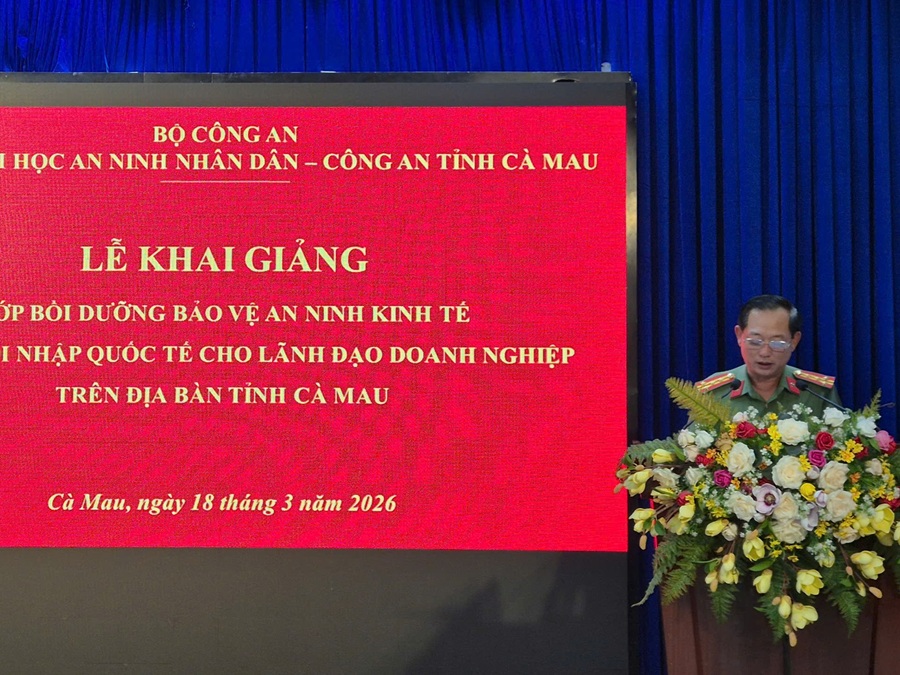 BỘ CÔNG AN
HỌC AN NINH NHÂN DÂN – CÔNG AN TỈNH CÀ MAU
LỄ KHAI GIẢNG
BỒI DƯỠNG BẢO VỆ AN NINH KINH TẾ
NHẬP QUỐC TẾ CHO LÃNH ĐẠO DOANH NGHIỆP
TRÊN ĐỊA BÀN TỈNH CÀ MAU
Cà Mau, ngày 18 tháng 3 năm 2026